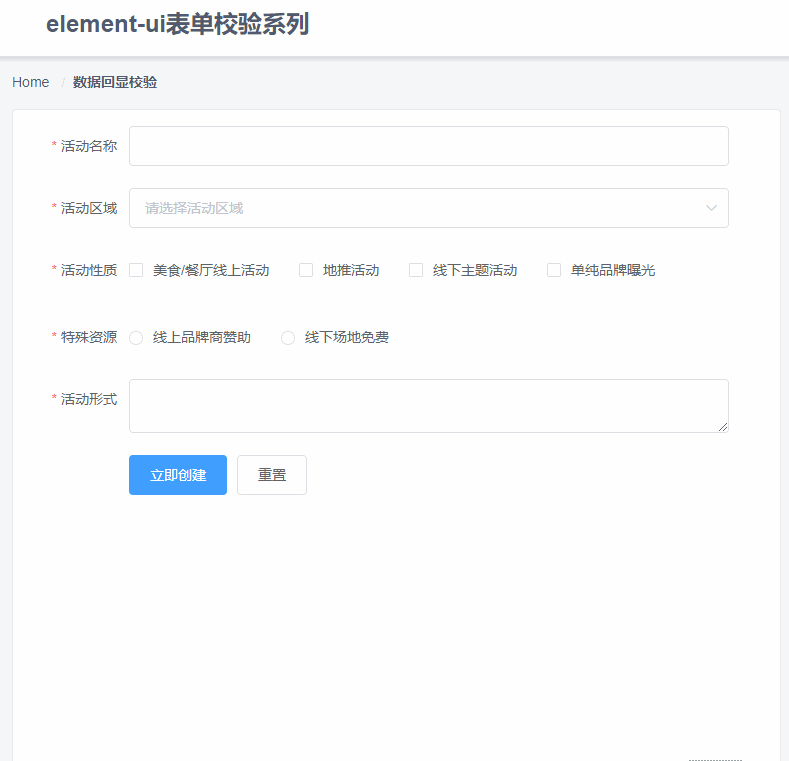 element-ui表单校验系列
Home / 数据回显校验
* 活动名称
* 活动区域 请选择活动区域
* 活动性质 美食/餐厅线上活动 地推活动 线下主题活动 单纯品牌曝光
* 特殊资源 线上品牌商赞助 线下场地免费
* 活动形式
立即创建 重置